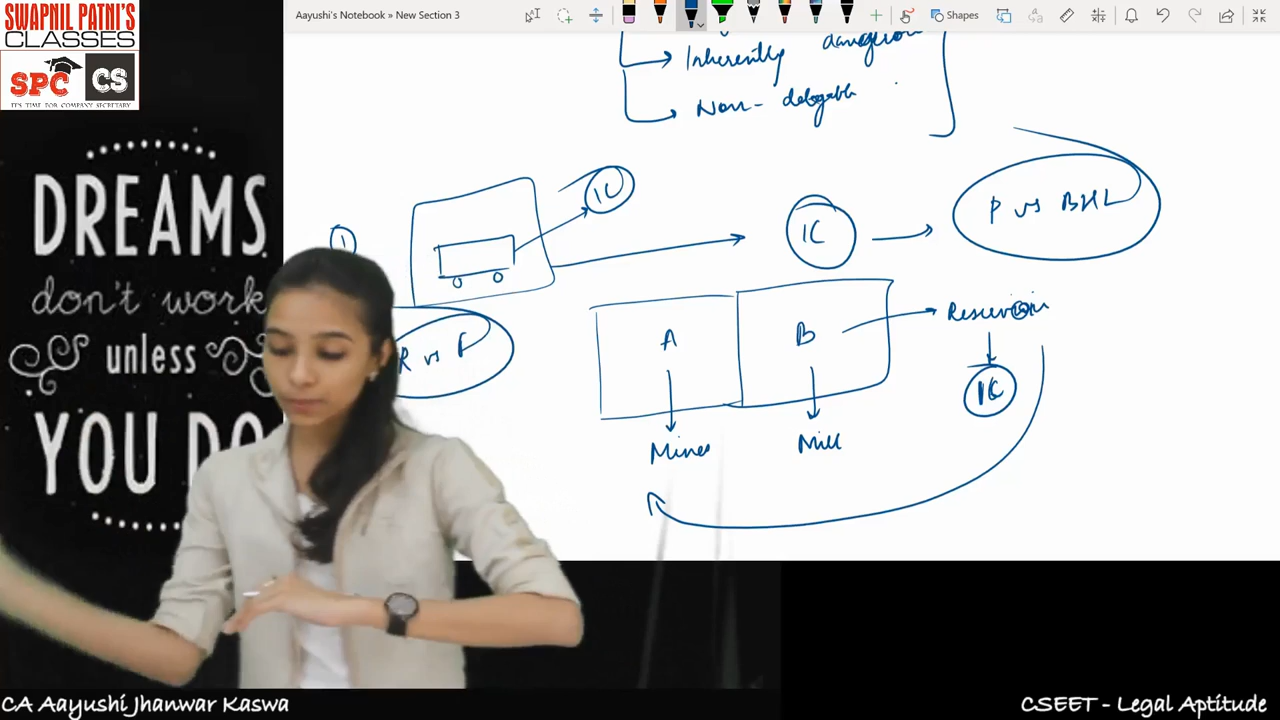 SWAPNIL PATNI'S
CLASSES
SPC CS
IT'S TIME FOR COMPANY SECRETARY
Aayushi's Notebook » New Section 3
Shapes
Inherently dangerous
Non-delegable
DREAMS
don't work
unless
YOU DO
1
IC
IC
P vs BHL
R vs F
A
B
Reservoir
IC
Mines
Mill
CA Aayushi Jhanwar Kaswa
CSEET - Legal Aptitude